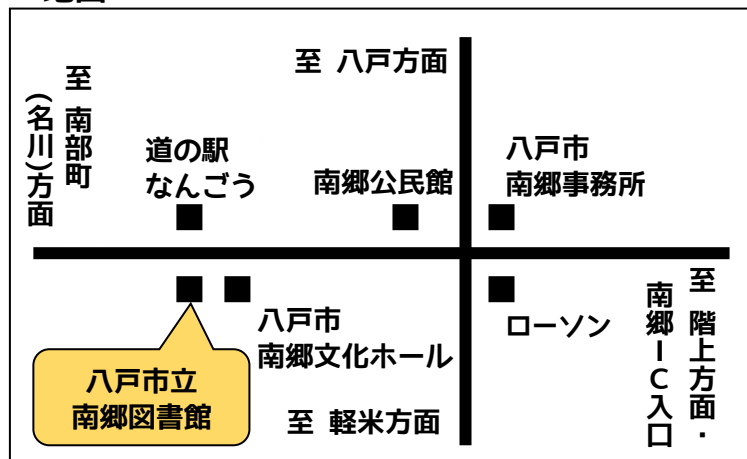 至 八戸方面
至 南部町
(名川)方面
道の駅
なんごう
南郷公民館
八戸市
南郷事務所
八戸市
南郷文化ホール
ローソン
至 階上方面・
南郷IC入口
八戸市立
南郷図書館
至 軽米方面